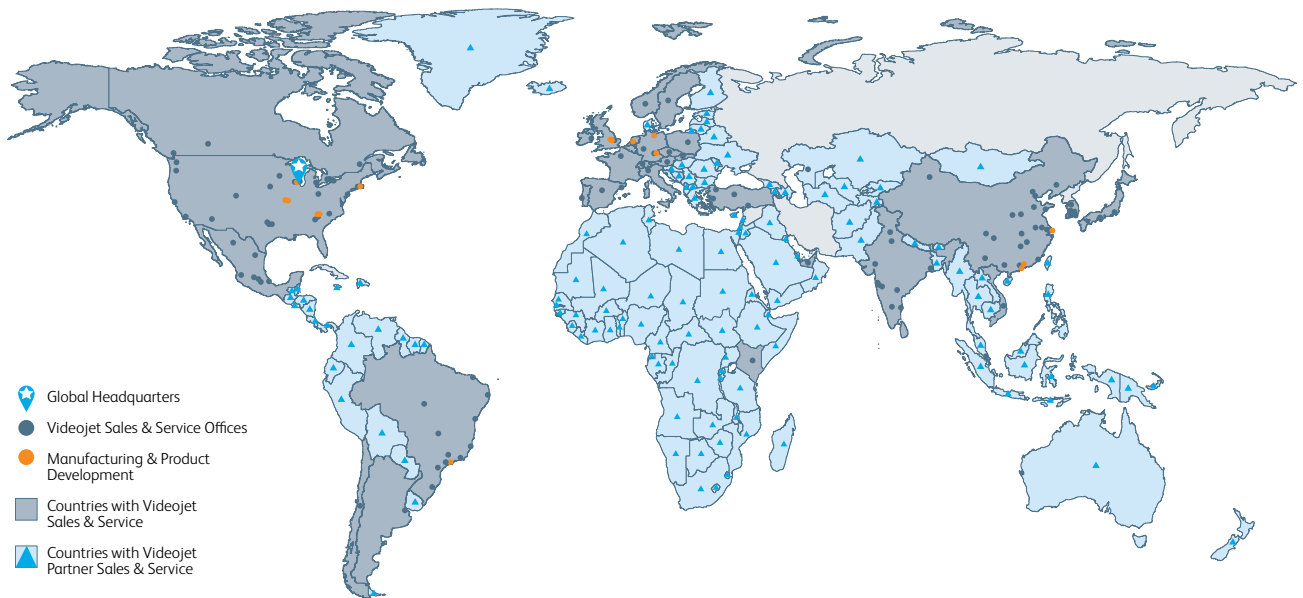 Global Headquarters
Videojet Sales & Service Offices
Manufacturing & Product
Development
Countries with Videojet
Sales & Service
Countries with Videojet
Partner Sales & Service